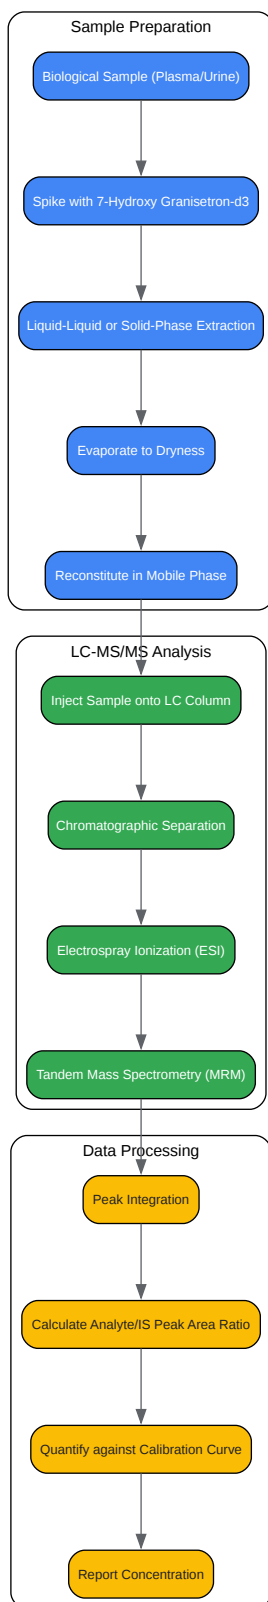 Sample Preparation
Biological Sample (Plasma/Urine)
Spike with 7-Hydroxy Granisetron-d3
Liquid-Liquid or Solid-Phase Extraction
Evaporate to Dryness
Reconstitute in Mobile Phase
LC-MS/MS Analysis
Inject Sample onto LC Column
Chromatographic Separation
Electrospray Ionization (ESI)
Tandem Mass Spectrometry (MRM)
Data Processing
Peak Integration
Calculate Analyte/IS Peak Area Ratio
Quantify against Calibration Curve
Report Concentration